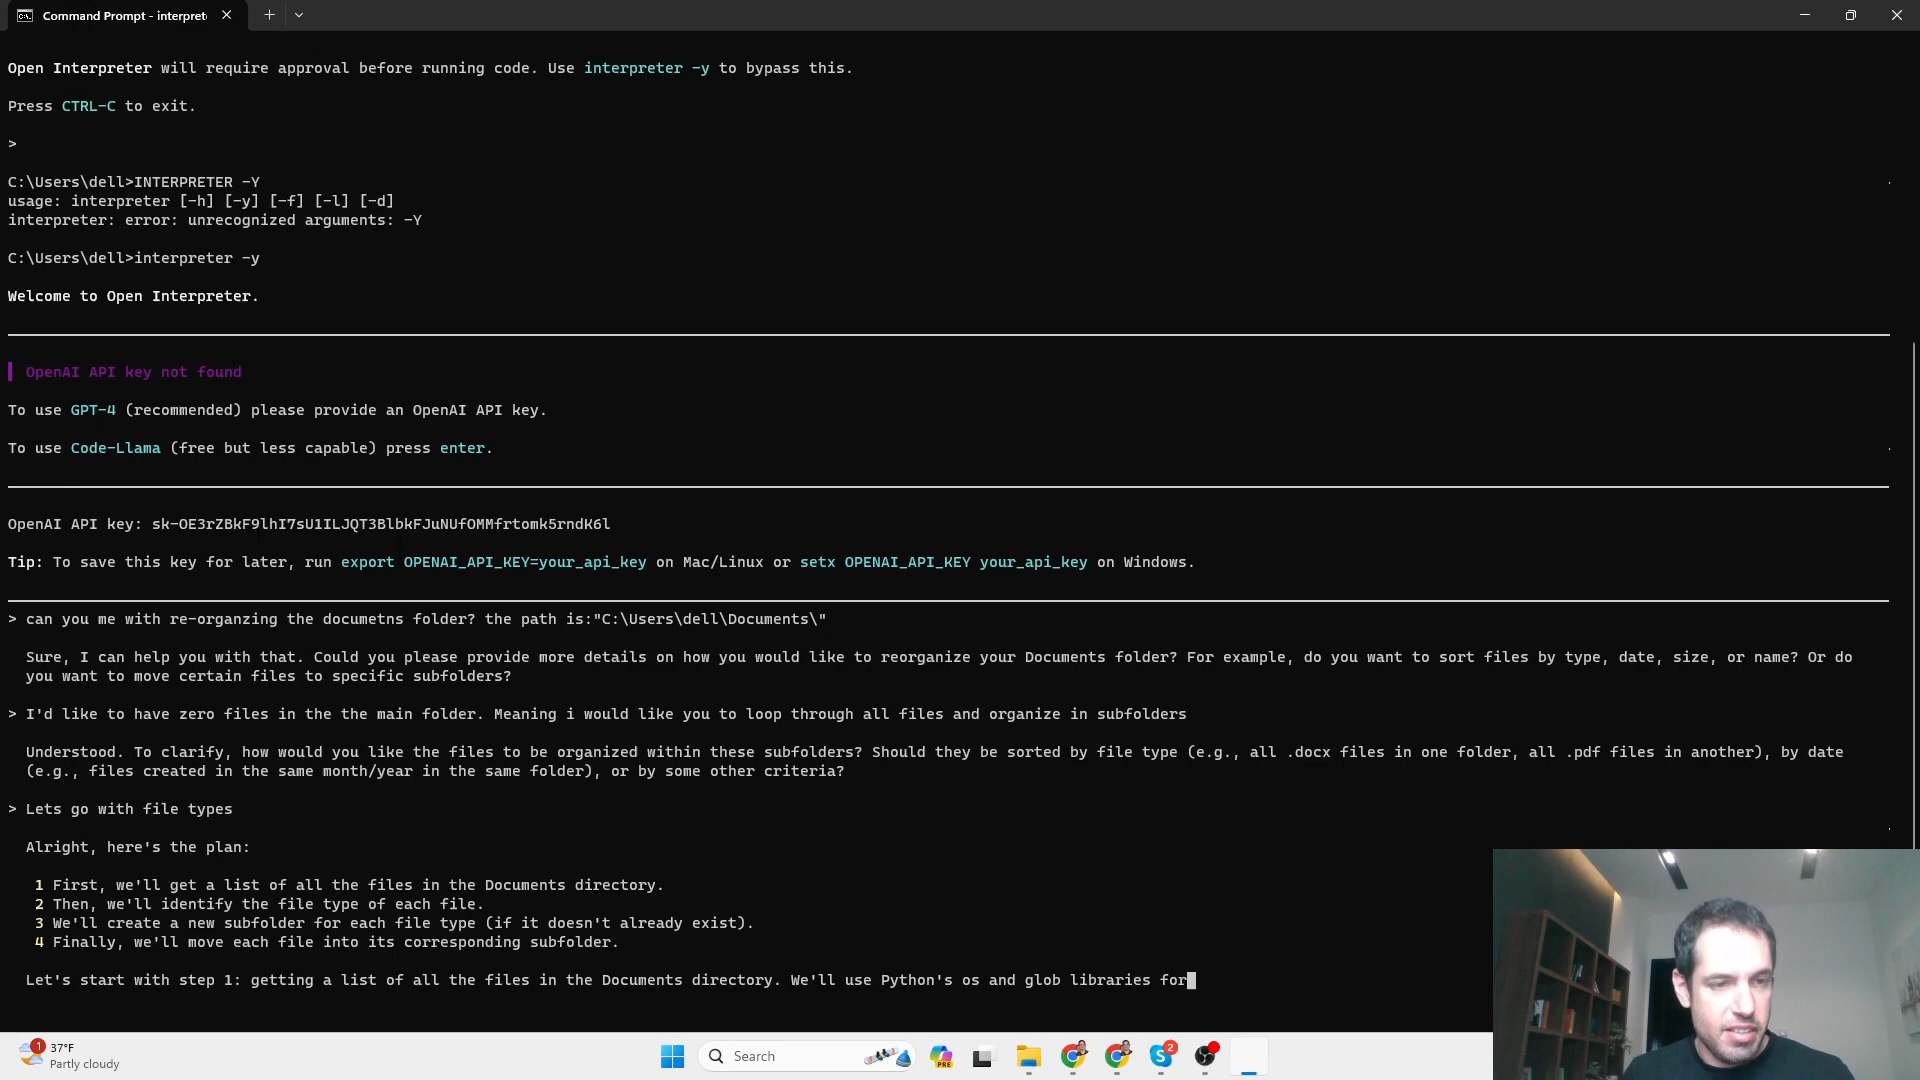 Command Prompt - interprete
Open Interpreter will require approval before running code. Use interpreter -y to bypass this.
Press CTRL-C to exit.
>
C:\Users\dell>INTERPRETER -Y
usage: interpreter [-h] [-y] [-f] [-l] [-d]
interpreter: error: unrecognized arguments: -Y
C:\Users\dell>interpreter -y
Welcome to Open Interpreter.
OpenAI API key not found
To use GPT-4 (recommended) please provide an OpenAI API key.
To use Code-Llama (free but less capable) press enter.
OpenAI API key: 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
Tip: To save this key for later, run export OPENAI_API_KEY=your_api_key on Mac/Linux or setx OPENAI_API_KEY your_api_key on Windows.
> can you me with re-organzing the documetns folder? the path is:"C:\Users\dell\Documents\"
Sure, I can help you with that. Could you please provide more details on how you would like to reorganize your Documents folder? For example, do you want to sort files by type, date, size, or name? Or do
you want to move certain files to specific subfolders?
> I'd like to have zero files in the the main folder. Meaning i would like you to loop through all files and organize in subfolders
Understood. To clarify, how would you like the files to be organized within these subfolders? Should they be sorted by file type (e.g., all .docx files in one folder, all .pdf files in another), by date
(e.g., files created in the same month/year in the same folder), or by some other criteria?
> Lets go with file types
Alright, here's the plan:
1 First, we'll get a list of all the files in the Documents directory.
2 Then, we'll identify the file type of each file.
3 We'll create a new subfolder for each file type (if it doesn't already exist).
4 Finally, we'll move each file into its corresponding subfolder.
Let's start with step 1: getting a list of all the files in the Documents directory. We'll use Python's os and glob libraries for
1
37°F
Partly cloudy
Search
PRE
2